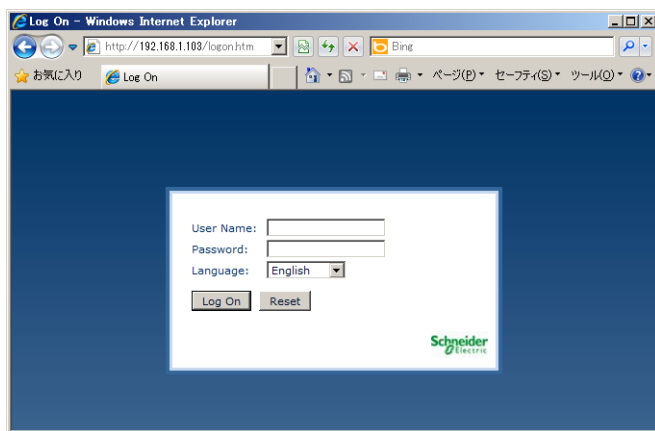 Log On - Windows Internet Explorer
http://192.168.1.103/logon.htm
Bing
お気に入り
Log On
ページ(P)
セーフティ(S)
ツール(O)
User Name:
Password:
Language:
English
Log On
Reset
Schneider
Electric